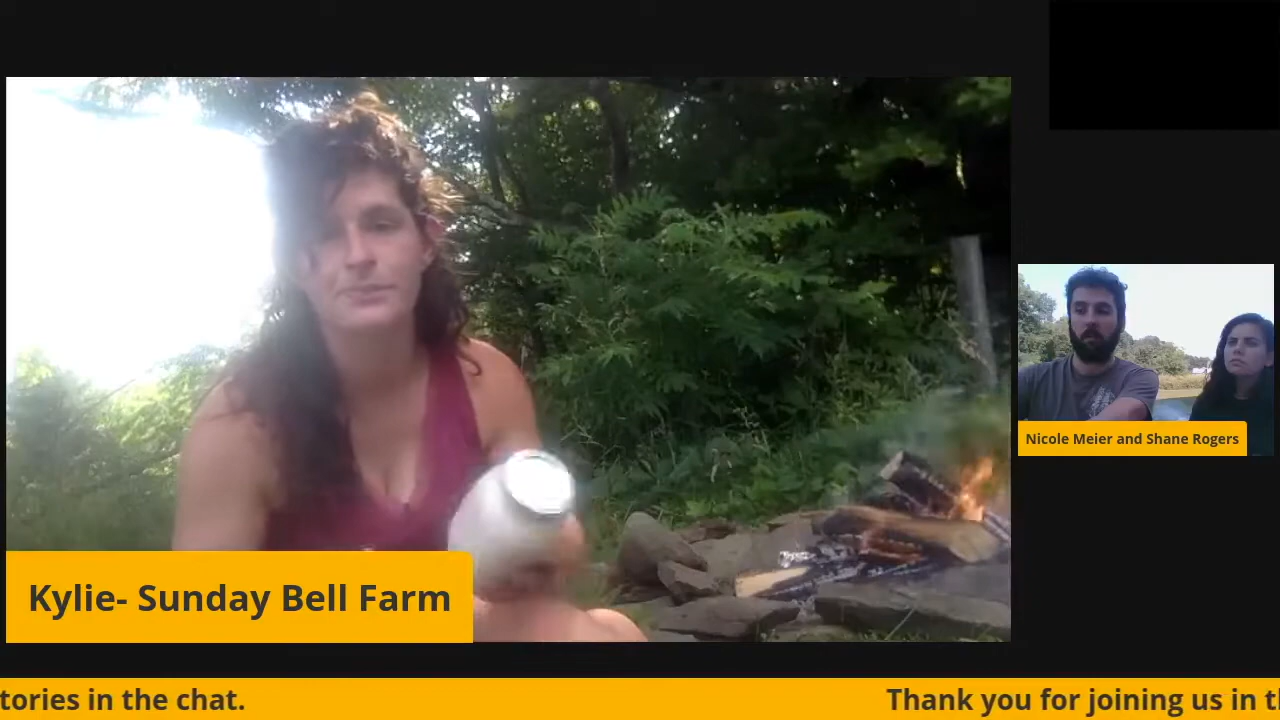 Kylie- Sunday Bell Farm
Nicole Meier and Shane Rogers
tories in the chat.
Thank you for joining us in